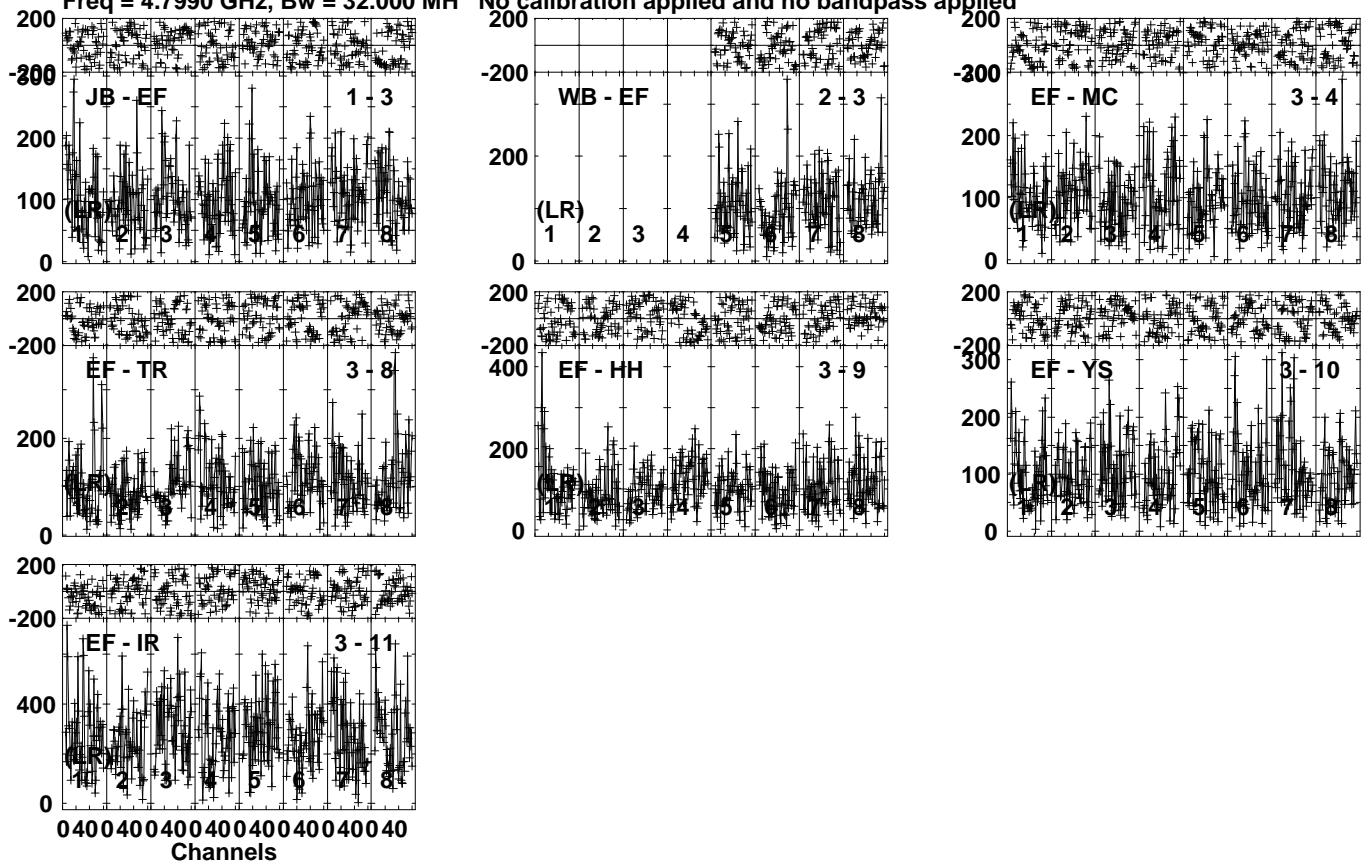 Freq = 4.7990 GHz, Bw = 32.000 MH No calibration applied and no bandpass applied
200 200 200
-200 -200 -200
300 300
JB - EF 1 - 3 WB - EF 2 - 3 EF - MC 3 - 4
200 200 200
100 100
(LR) (LR) (LR)
1 2 3 4 5 6 7 8 1 2 3 4 5 6 7 8 1 2 3 4 5 6 7 8
0 0 0
200 200 200
-200 -200 -200
EF - TR 3 - 8 EF - HH 3 - 9 EF - YS 3 - 10
400 300
200 200 200
100
(LR) (LR) (LR)
1 2 3 4 5 6 7 8 1 2 3 4 5 6 7 8 1 2 3 4 5 6 7 8
0 0 0
200
-200
EF - IR 3 - 11
400
(LR)
1 2 3 4 5 6 7 8
0
0 40 0 40 0 40 0 40 0 40 0 40 0 40 0 40
Channels